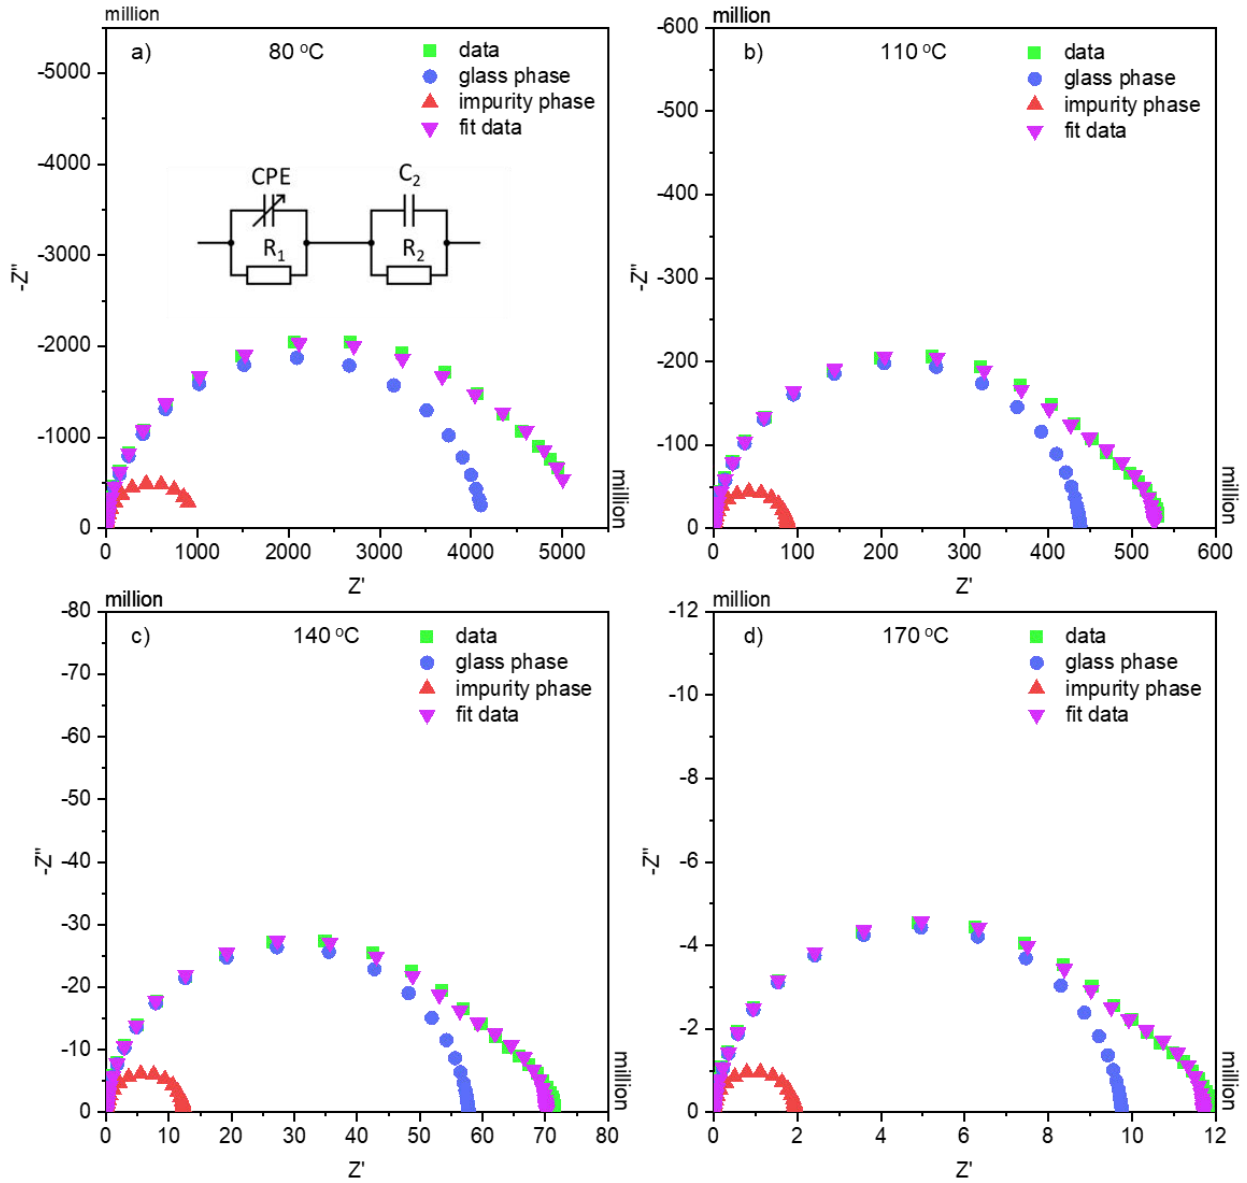 million
a)
80 °C
data
glass phase
impurity phase
fit data
-5000
-4000
-3000
-2000
-1000
0
-Z''
CPE
R1
C2
R2
0
1000
2000
3000
4000
5000
Z'
million
million
b)
110 °C
data
glass phase
impurity phase
fit data
-600
-500
-400
-300
-200
-100
0
-Z''
0
100
200
300
400
500
600
Z'
million
million
c)
140 °C
data
glass phase
impurity phase
fit data
-80
-70
-60
-50
-40
-30
-20
-10
0
-Z''
0
10
20
30
40
50
60
70
80
Z'
million
million
d)
170 °C
data
glass phase
impurity phase
fit data
-12
-10
-8
-6
-4
-2
0
-Z''
0
2
4
6
8
10
12
Z'
million